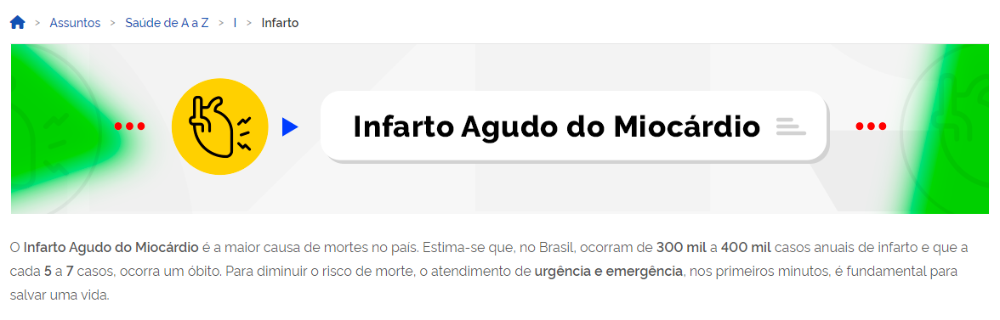 > Assuntos > Saúde de A a Z > I > Infarto
Infarto Agudo do Miocárdio
O Infarto Agudo do Miocárdio é a maior causa de mortes no país. Estima-se que, no Brasil, ocorram de 300 mil a 400 mil casos anuais de infarto e que a
cada 5 a 7 casos, ocorra um óbito. Para diminuir o risco de morte, o atendimento de urgência e emergência, nos primeiros minutos, é fundamental para
salvar uma vida.